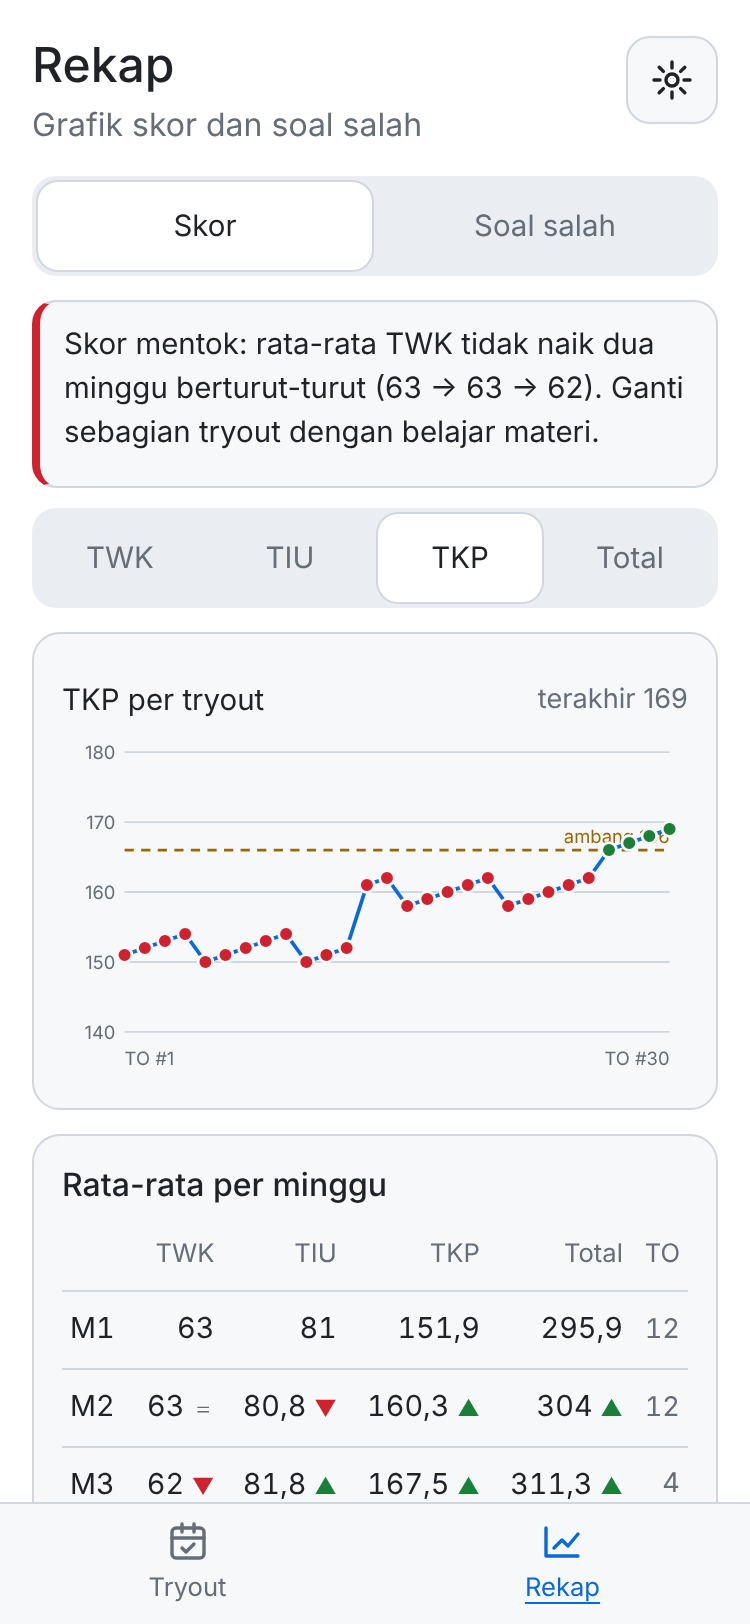 Rekap
Grafik skor dan soal salah
Skor
Soal salah
Skor mentok: rata-rata TWK tidak naik dua
minggu berturut-turut (63 → 63 → 62). Ganti
sebagian tryout dengan belajar materi.
TWK TIU TKP Total
TKP per tryout
terakhir 169
180
170
160
150
140
TO #1
TO #30
Rata-rata per minggu
TWK TIU TKP Total TO
M1 63 81 151,9 295,9 12
M2 63 = 80,8 ▼ 160,3 ▲ 304 ▲ 12
M3 62 ▼ 81,8 ▲ 167,5 ▲ 311,3 ▲ 4
Tryout
Rekap